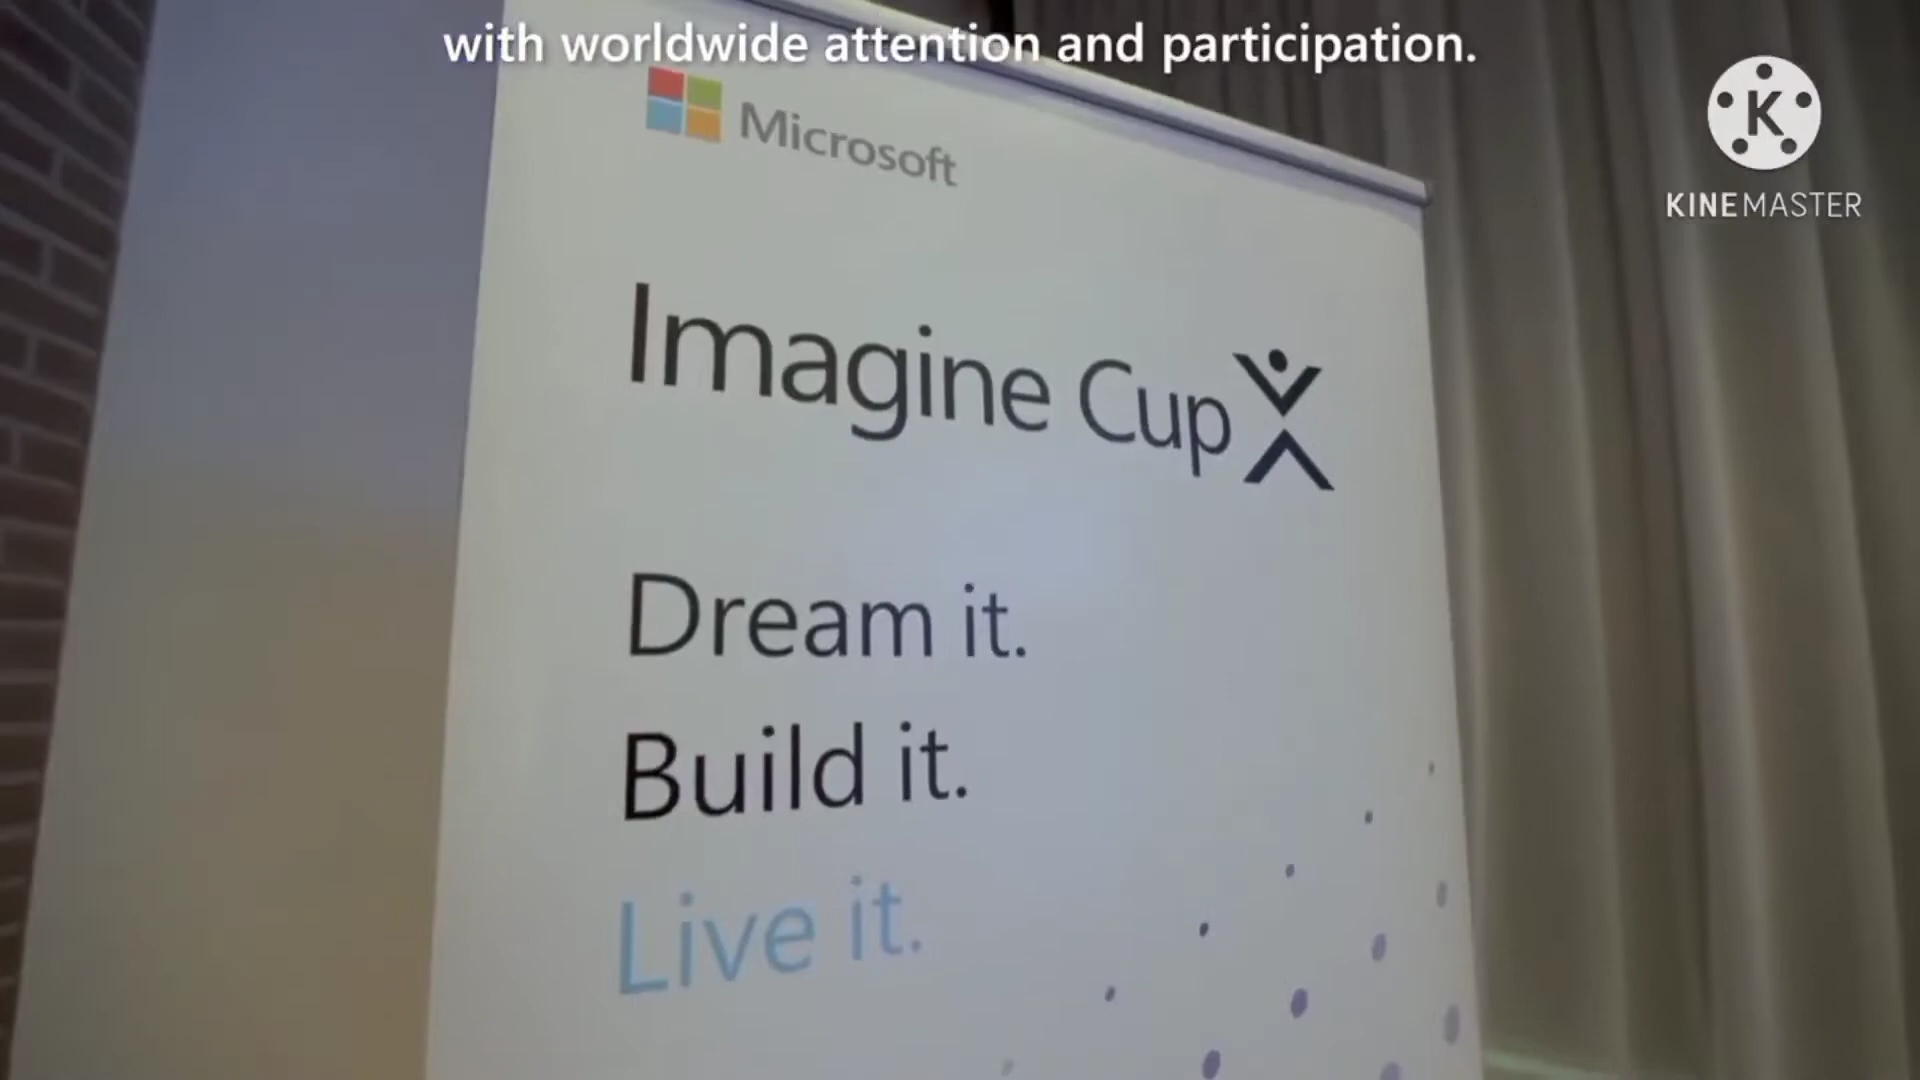 with worldwide attention and participation.
Microsoft
K
KINEMASTER
Imagine Cup
Dream it.
Build it.
Live it.